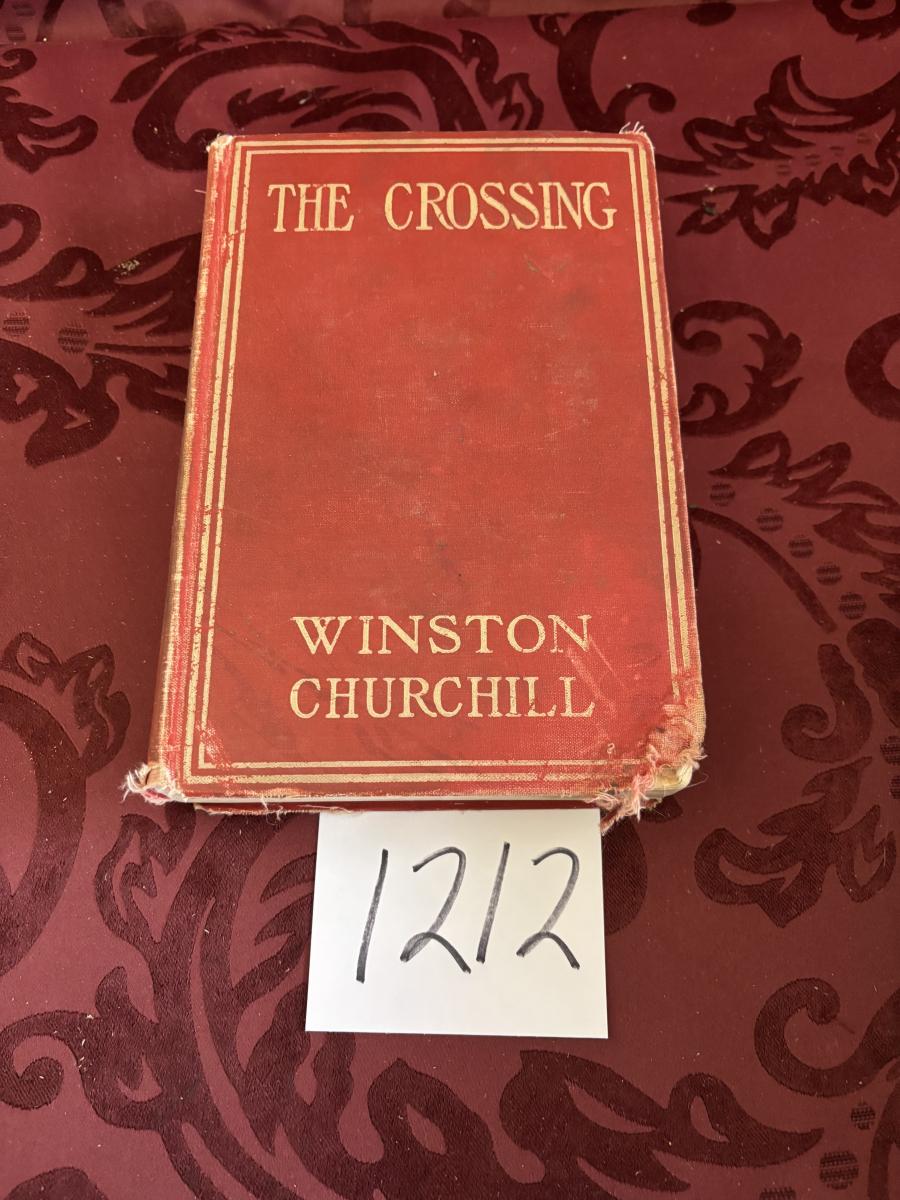 THE CROSSING
WINSTON
CHURCHILL
1212